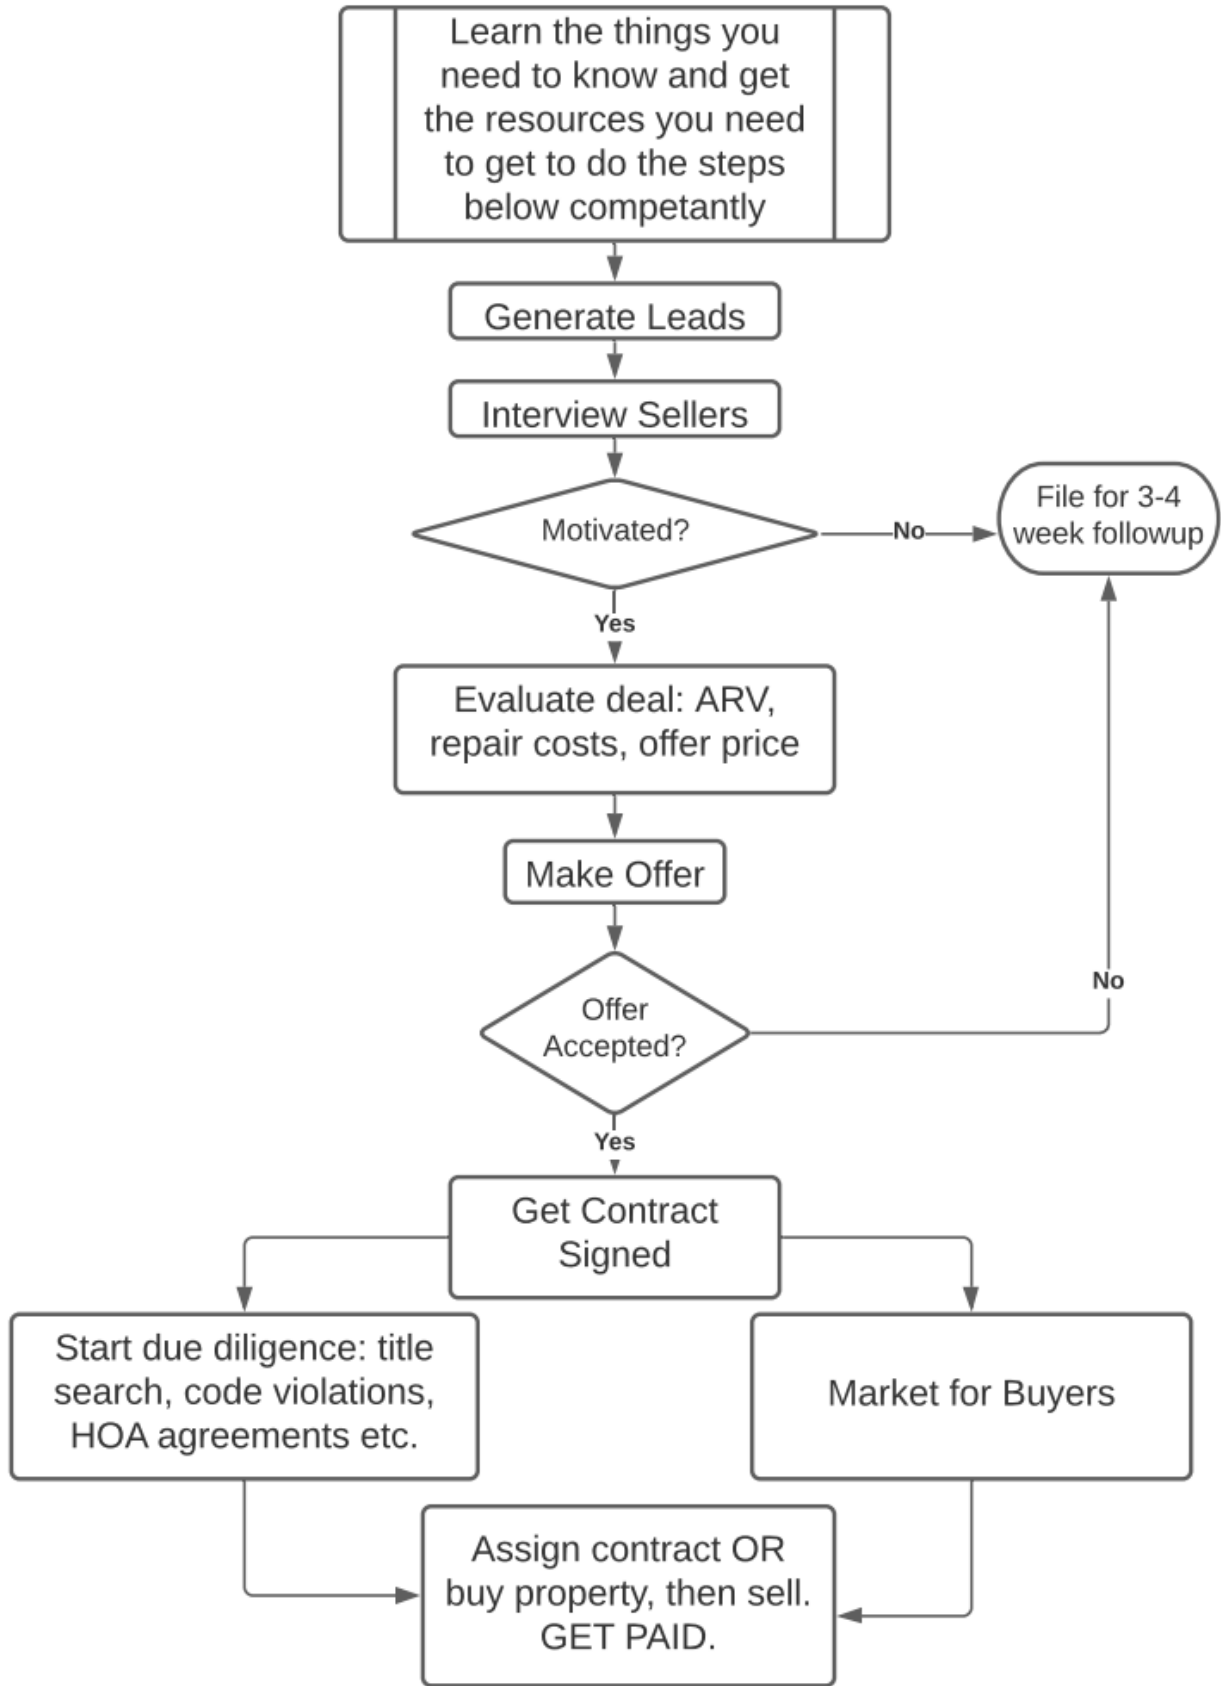 Learn the things you
need to know and get
the resources you need
to get to do the steps
below competantly
Generate Leads
Interview Sellers
Motivated?
No
File for 3-4
week followup
Yes
Evaluate deal: ARV,
repair costs, offer price
Make Offer
Offer
Accepted?
No
Yes
Get Contract
Signed
Start due diligence: title
search, code violations,
HOA agreements etc.
Market for Buyers
Assign contract OR
buy property, then sell.
GET PAID.